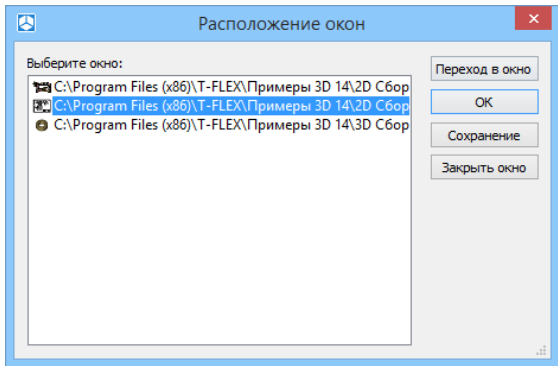 Расположение окон
Выберите окно:
C:\Program Files (x86)\T-FLEX\Примеры 3D 14\2D Сбор
C:\Program Files (x86)\T-FLEX\Примеры 3D 14\2D Сбор
C:\Program Files (x86)\T-FLEX\Примеры 3D 14\3D Сбор
Переход в окно
ОК
Сохранение
Закрыть окно